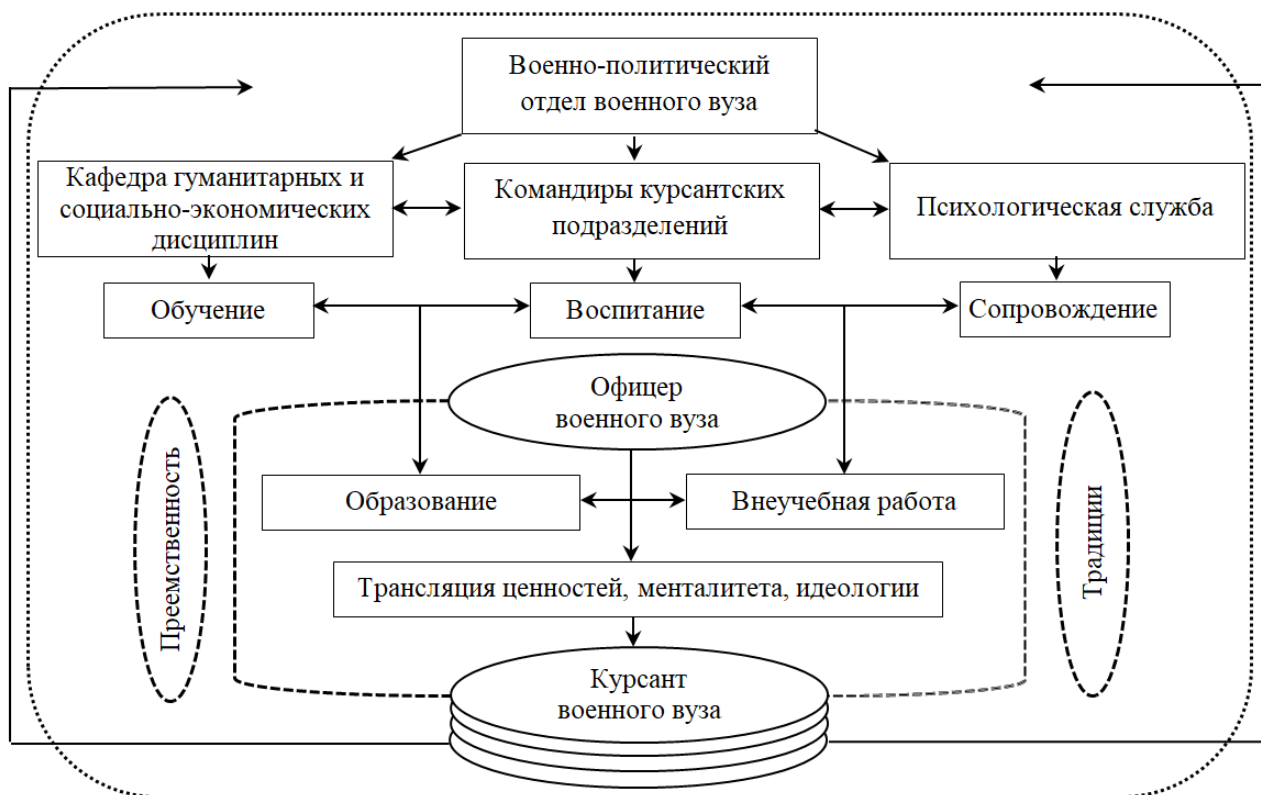 Военно-политический
отдел военного вуза
Кафедра гуманитарных и
социально-экономических
дисциплин
Командиры курсантских
подразделений
Психологическая служба
Обучение
Воспитание
Сопровождение
Офицер
военного вуза
Преемственность
Традиции
Образование
Внеучебная работа
Трансляция ценностей, менталитета, идеологии
Курсант
военного вуза